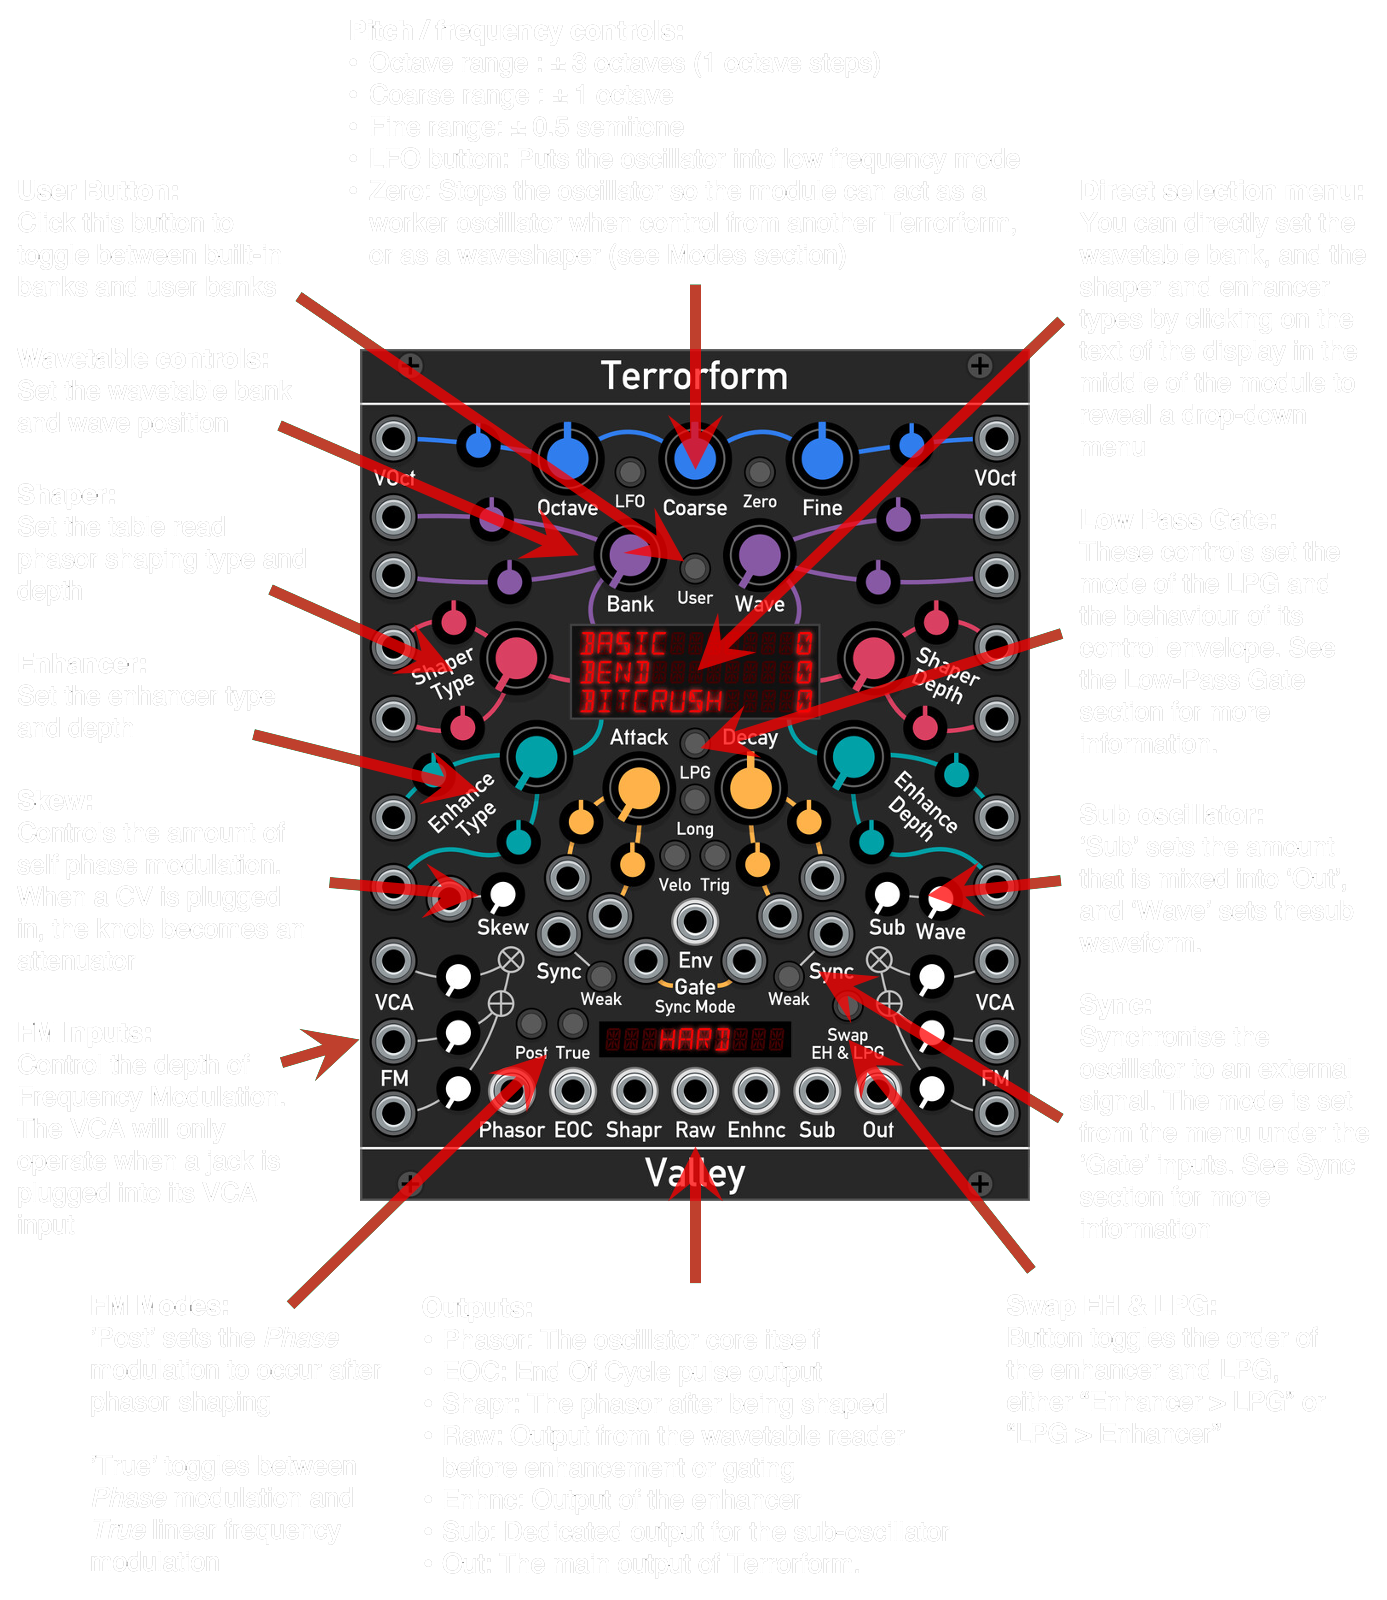 Pitch / frequency controls:
• Octave range : ± 3 octaves (1 octave steps)
• Coarse range : ± 1 octave
• Fine range: ± 0.5 semitone
• LFO button: Puts the oscillator into low frequency mode
• Zero: Stops the oscillator so the module can act as a
worker oscillator when control from another Terrorform,
or as a waveshaper (see Modes section)
User Button:
Click this button to
toggle between built-in
banks and user banks
Wavetable controls:
Set the wavetable bank
and wave position
Shaper:
Set the table read
phasor shaping type and
depth
Enhancer:
Set the enhancer type
and depth
Skew:
Controls the amount of
self phase modulation.
When a CV is plugged
in, the knob becomes an
attenuator
FM Inputs:
Control the depth of
Frequency Modulation.
The VCA will only
operate when a jack is
plugged into its VCA
input
Direct selection menu:
You can directly set the
wavetable bank, and the
shaper and enhancer
types by clicking on the
text of the display in the
middle of the module to
reveal a drop-down
menu
Low Pass Gate:
These controls set the
mode of the LPG and
the behaviour of its
control envelope. See
the Low-Pass Gate
section for more
information.
Sub oscillator:
'Sub' sets the amount
that is mixed into 'Out',
and 'Wave' sets thesub
waveform.
Sync:
Synchronise the
oscillator to an external
signal. The mode is set
from the menu under the
'Gate' inputs. See Sync
section for more
information
Terrorform
VOct
Octave
LFO
Coarse
Zero
Fine
VOct
Bank
User
Wave
Shaper
Type
BASIC 0
BEND 0
BITCRUSH 0
Shaper
Depth
Attack
Decay
LPG
Enhance
Type
Long
Enhance
Depth
Velo Trig
Skew
Sub Wave
Env
Sync
Sync
Weak
Gate
Weak
Sync Mode
VCA
VCA
Post True
HARD
Swap
EH & LPG
FM
FM
Phasor EOC Shapr Raw Enhnc Sub Out
Valley
FM Modes:
'Post' sets the Phase
modulation to occur after
phasor shaping
'True' toggles between
Phase modulation and
True linear frequency
modulation
Outputs:
• Phasor: The oscillator core itself
• EOC: End Of Cycle pulse output
• Shapr: The phasor after being shaped
• Raw: Output from the wavetable reader
before enhancement or gating
• Enhnc: Output of the enhancer
• Sub: Dedicated output for the sub-oscillator
• Out: The main output of Terrorform.
Swap EH & LPG:
Button toggles the order of
the enhancer and LPG,
either "Enhancer > LPG" or
"LPG > Enhancer"